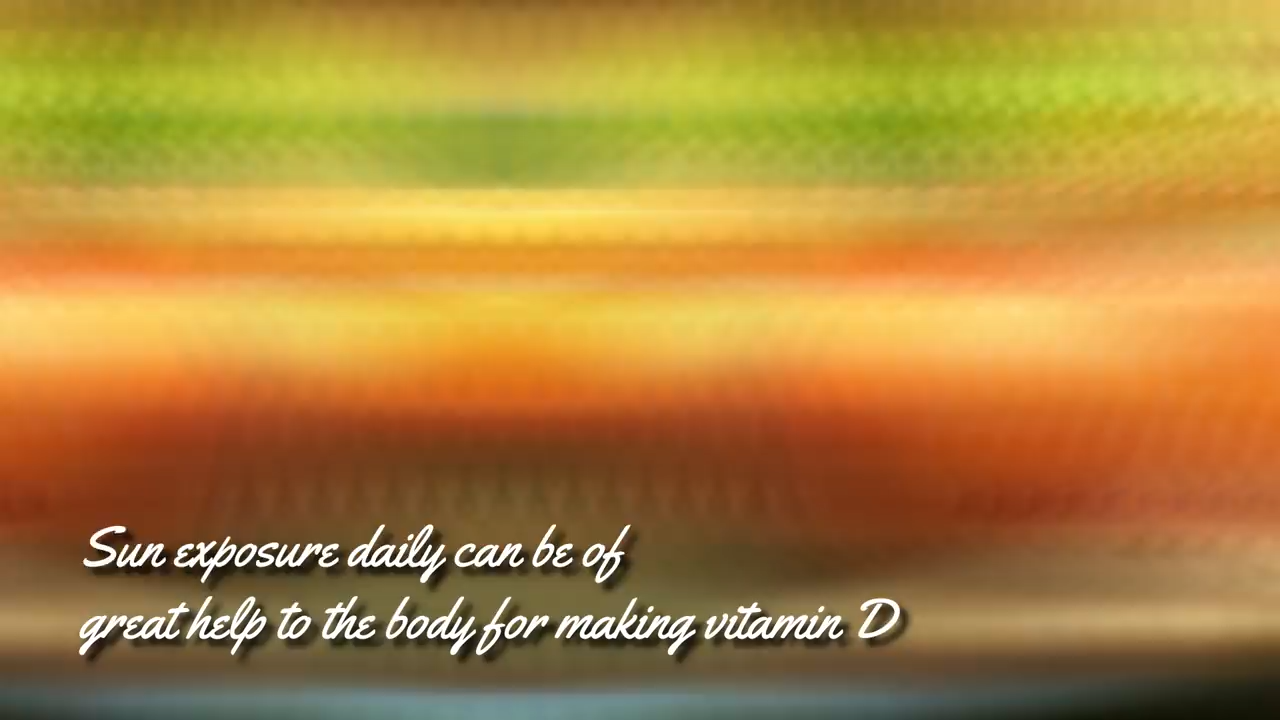 Sun exposure daily can be of
great help to the body for making vitamin D